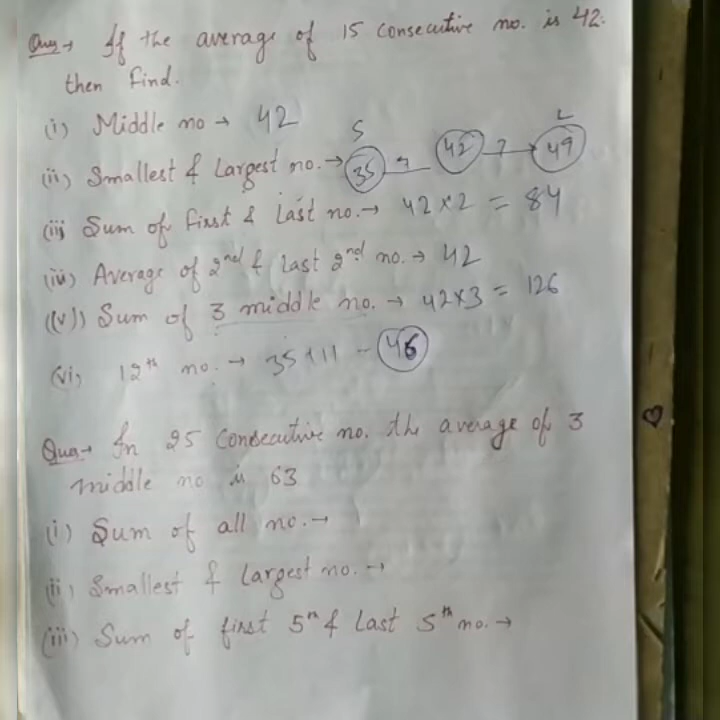 Que→ If the average of 15 consecutive no. is 42.
then find.
(i) Middle no → 42
(ii) Smallest & Largest no.→ S 35 7 42 7 → L 49
(iii) Sum of first & last no.→ 42×2 = 84
(iv) Average of 2nd & last 2nd no. → 42
((v)) Sum of 3 middle no. → 42×3 = 126
(vi) 12th no. → 35+11 - 46
Que→ In 25 Consecutive no. the average of 3
middle no is 63
(i) Sum of all no.→
(ii) Smallest & Largest no. →
(iii) Sum of first 5th & Last 5th no. →